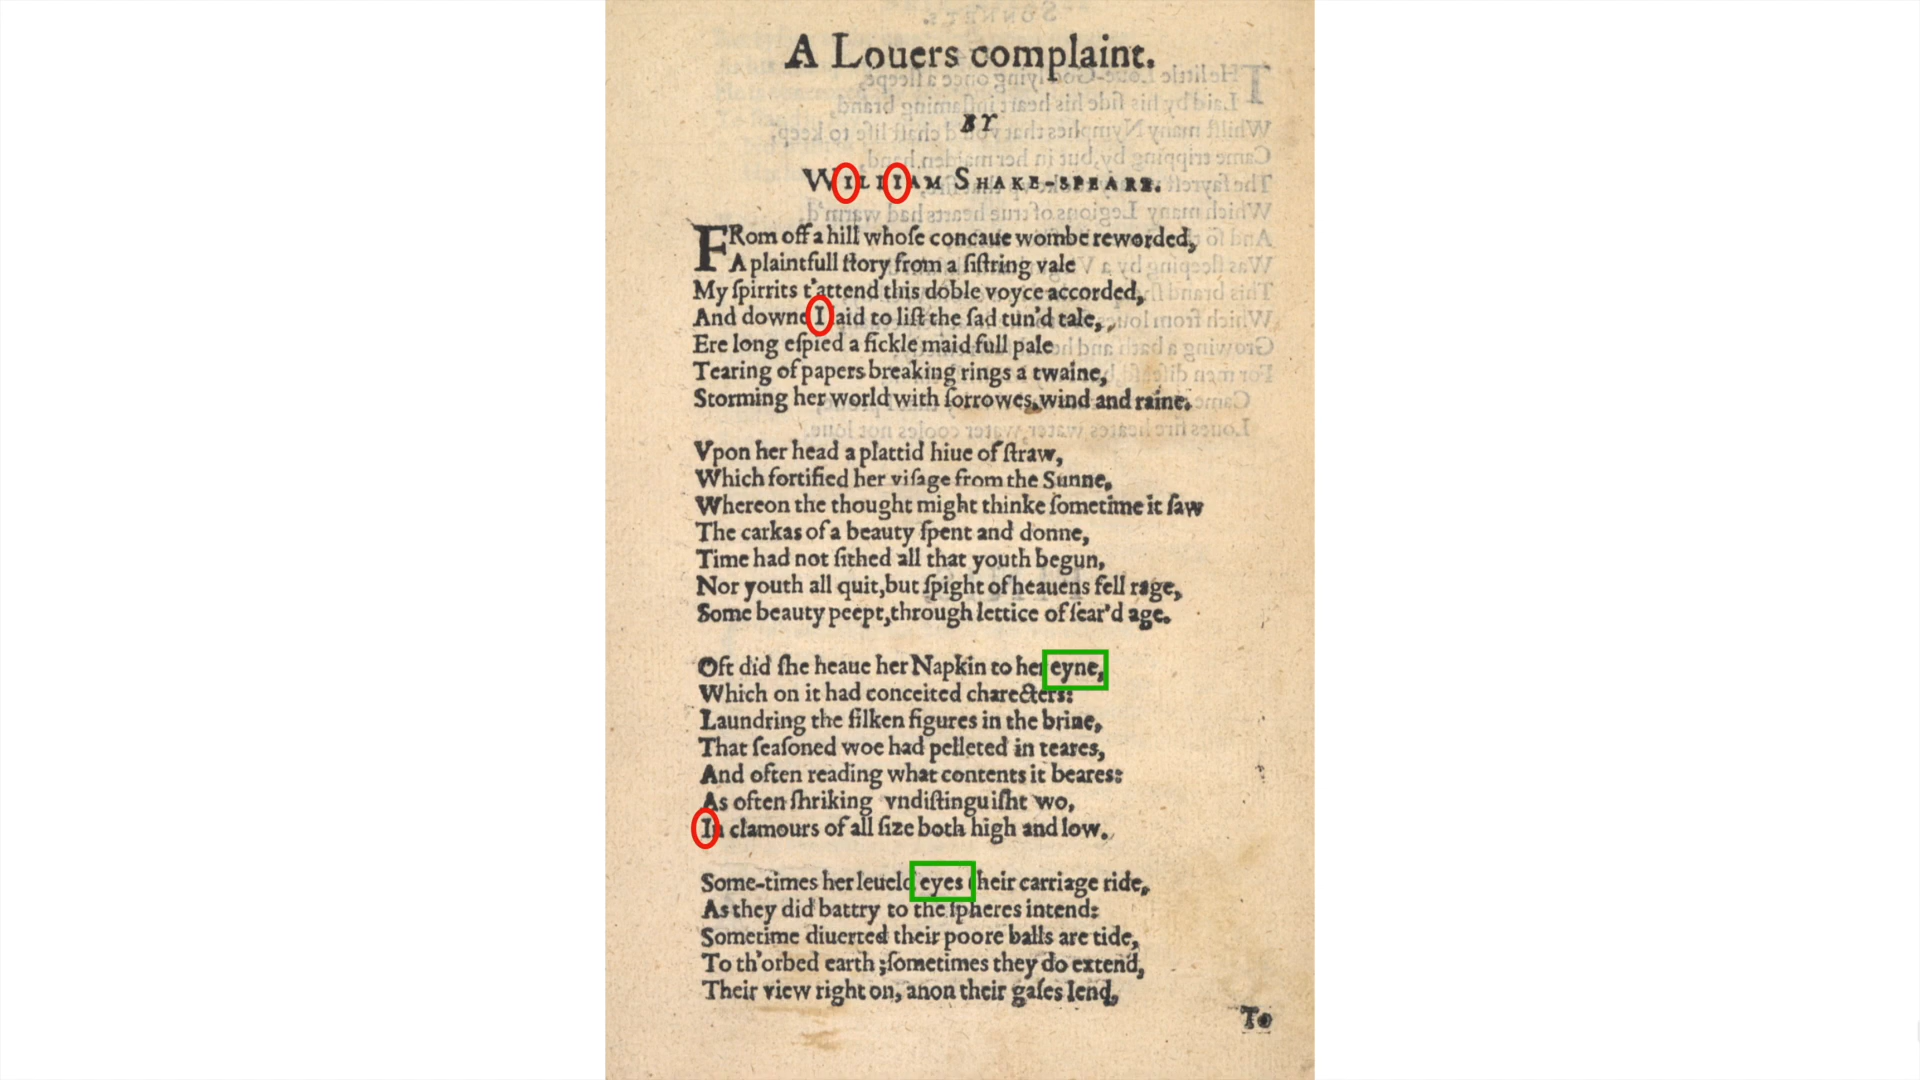 A Louers complaint.
BY
WILLIAM SHAKE-SPEARE.
FRom off a hill whose concaue wombe reworded,
A plaintfull story from a sistring vale
My spirrits t'attend this doble voyce accorded,
And downe I laid to list the sad tun'd tale,
Ere long espied a fickle maid full pale
Tearing of papers breaking rings a twaine,
Storming her world with sorrowes,wind and raine.
Vpon her head a plattid hiue of straw,
Which fortified her visage from the Sunne,
Whereon the thought might thinke sometime it saw
The carkas of a beauty spent and donne,
Time had not sithed all that youth begun,
Nor youth all quit,but spight of heauens fell rage,
Some beauty peept,through lettice of sear'd age.
Oft did she heaue her Napkin to her eyne,
Which on it had conceited charecters:
Laundring the silken figures in the brine,
That seasoned woe had pelleted in teares,
And often reading what contents it beares:
As often shriking vndistinguisht wo,
In clamours of all size both high and low.
Some-times her leueld eyes their carriage ride,
As they did battry to the spheres intend:
Sometime diuerted their poore balls are tide,
To th'orbed earth ;sometimes they do extend,
Their view right on, anon their gases lend,
To